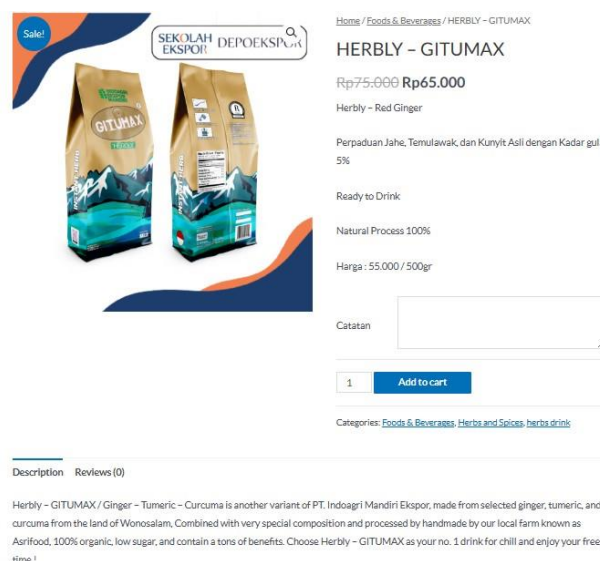 Sale!
SEKOLAH EKSPOR DEPOEKSPOR
GITUMAX
INSTANT HERB
Home / Foods & Beverages / HERBLY – GITUMAX
HERBLY – GITUMAX
Rp75.000 Rp65.000
Herbly – Red Ginger
Perpaduan Jahe, Temulawak, dan Kunyit Asli dengan Kadar gul
5%
Ready to Drink
Natural Process 100%
Harga : 55.000 / 500gr
Catatan
1 Add to cart
Categories: Foods & Beverages, Herbs and Spices, herbs drink
Description Reviews (0)
Herbly – GITUMAX / Ginger – Tumeric – Curcuma is another variant of PT. Indoagri Mandiri Ekspor, made from selected ginger, tumeric, and
curcuma from the land of Wonosalam, Combined with very special composition and processed by handmade by our local farm known as
Asrifood, 100% organic, low sugar, and contain a tons of benefits. Choose Herbly – GITUMAX as your no. 1 drink for chill and enjoy your free
time !